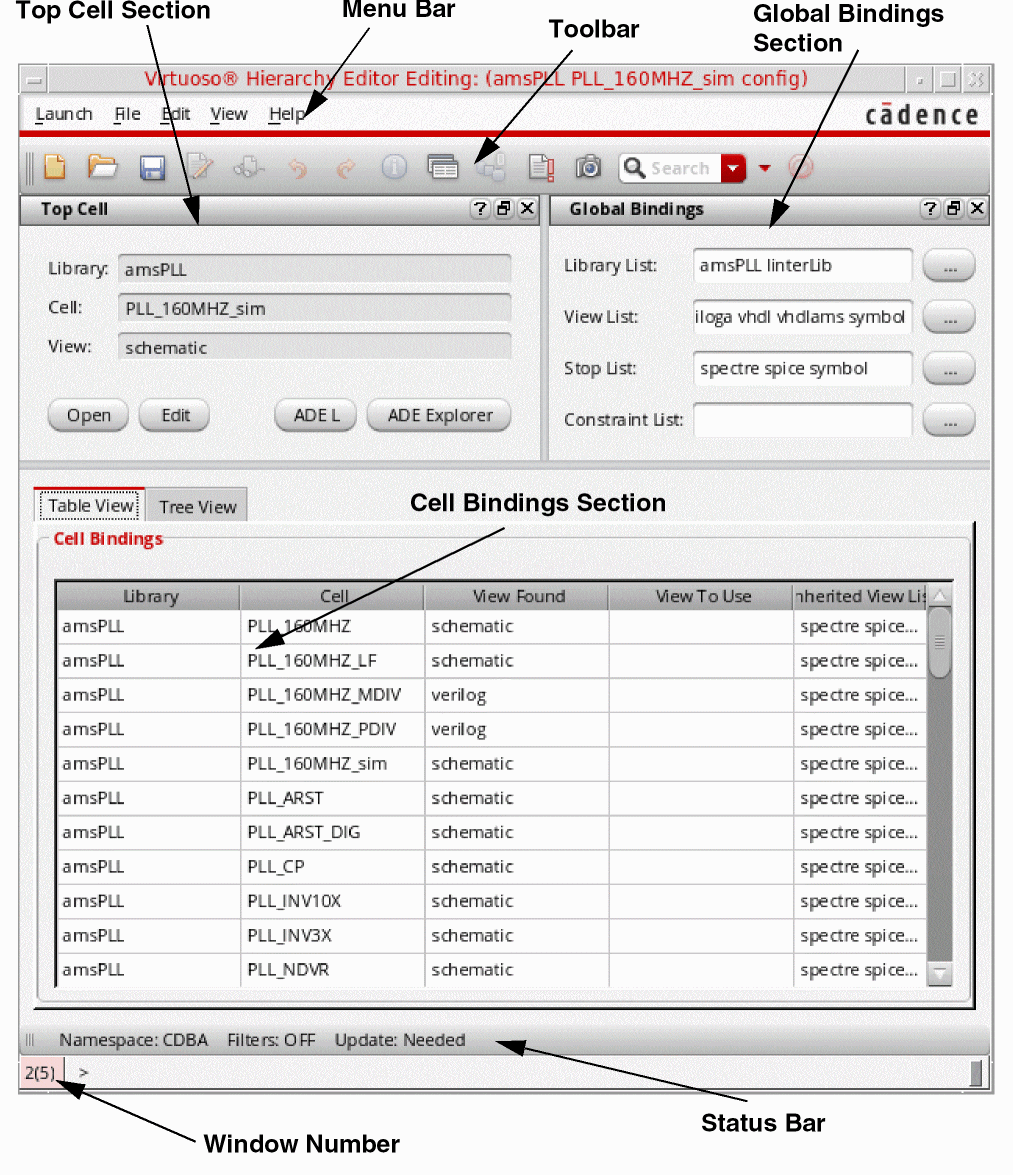 Top Cell Section
Menu Bar
Toolbar
Global Bindings
Section
Virtuoso® Hierarchy Editor Editing: (amsPLL PLL_160MHZ_sim config)
Launch File Edit View Help
cādence
Search
Top Cell
Global Bindings
Library: amsPLL
Cell: PLL_160MHZ_sim
View: schematic
Open Edit ADE L ADE Explorer
Library List: amsPLL linterLib ...
View List: iloga vhdl vhdlams symbol ...
Stop List: spectre spice symbol ...
Constraint List: ...
Table View Tree View
Cell Bindings Section
Cell Bindings
Library Cell View Found View To Use nherited View Lis
amsPLL PLL_160MHZ schematic spectre spice...
amsPLL PLL_160MHZ_LF schematic spectre spice...
amsPLL PLL_160MHZ_MDIV verilog spectre spice...
amsPLL PLL_160MHZ_PDIV verilog spectre spice...
amsPLL PLL_160MHZ_sim schematic spectre spice...
amsPLL PLL_ARST schematic spectre spice...
amsPLL PLL_ARST_DIG schematic spectre spice...
amsPLL PLL_CP schematic spectre spice...
amsPLL PLL_INV10X schematic spectre spice...
amsPLL PLL_INV3X schematic spectre spice...
amsPLL PLL_NDVR schematic spectre spice...
Namespace: CDBA Filters: OFF Update: Needed
2(5) >
Status Bar
Window Number